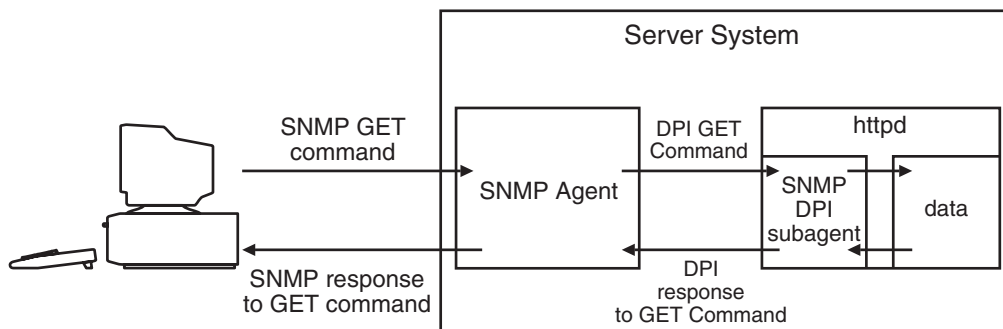 Server System
SNMP GET
command
DPI GET
Command
httpd
SNMP Agent
SNMP
DPI
subagent
data
SNMP response
to GET command
DPI
response
to GET Command